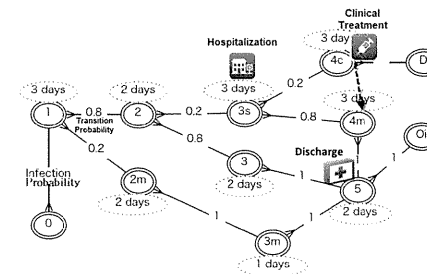 Clinical
Treatment
Hospitalization
3 days
4c
D
3 days
2 days
3 days
0.2
3 days
1
0.8
2
0.2
3s
0.8
4m
Transition
Probability
0.2
0.8
Discharge
Oi
Infection
Probability
2m
3
1
1
1
5
2 days
2 days
2 days
0
1
1
3m
1 days